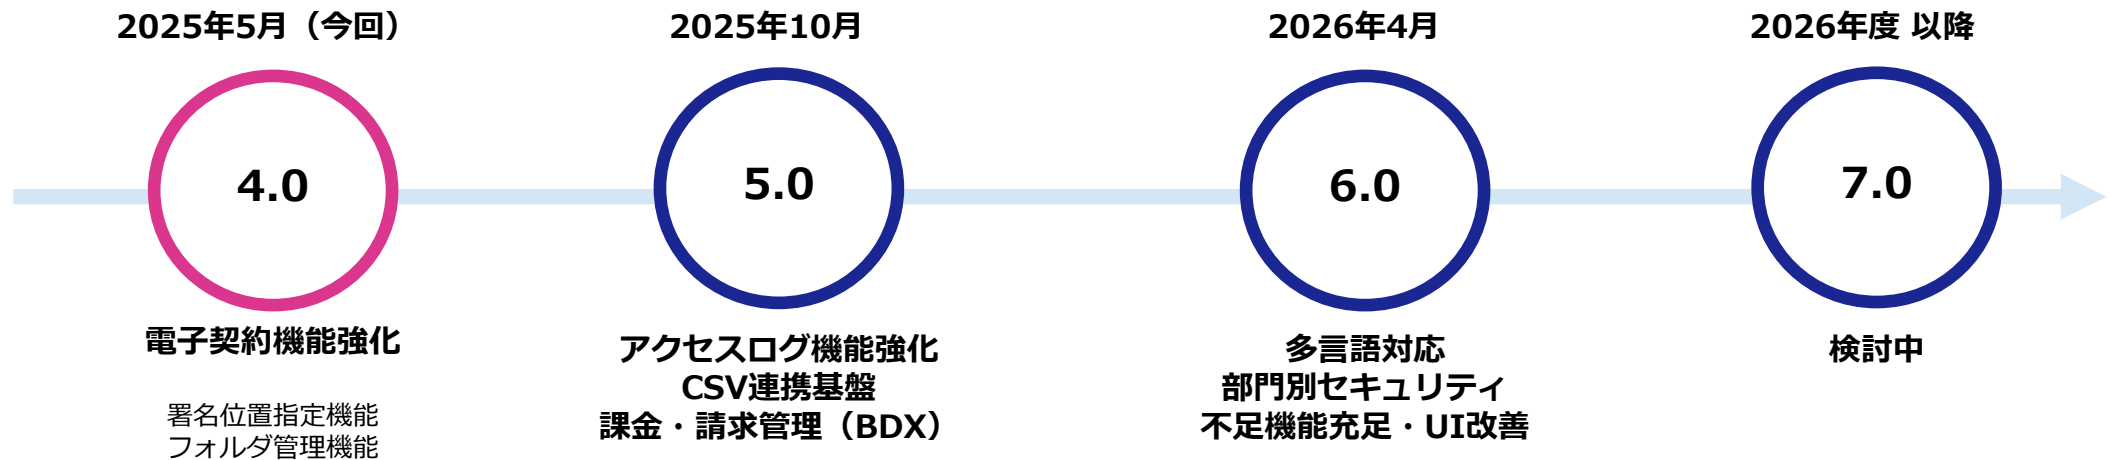 2025年5月（今回）
4.0
電子契約機能強化
署名位置指定機能
フォルダ管理機能
2025年10月
5.0
アクセスログ機能強化
CSV連携基盤
課金・請求管理（BDX）
2026年4月
6.0
多言語対応
部門別セキュリティ
不足機能充足・UI改善
2026年度 以降
7.0
検討中